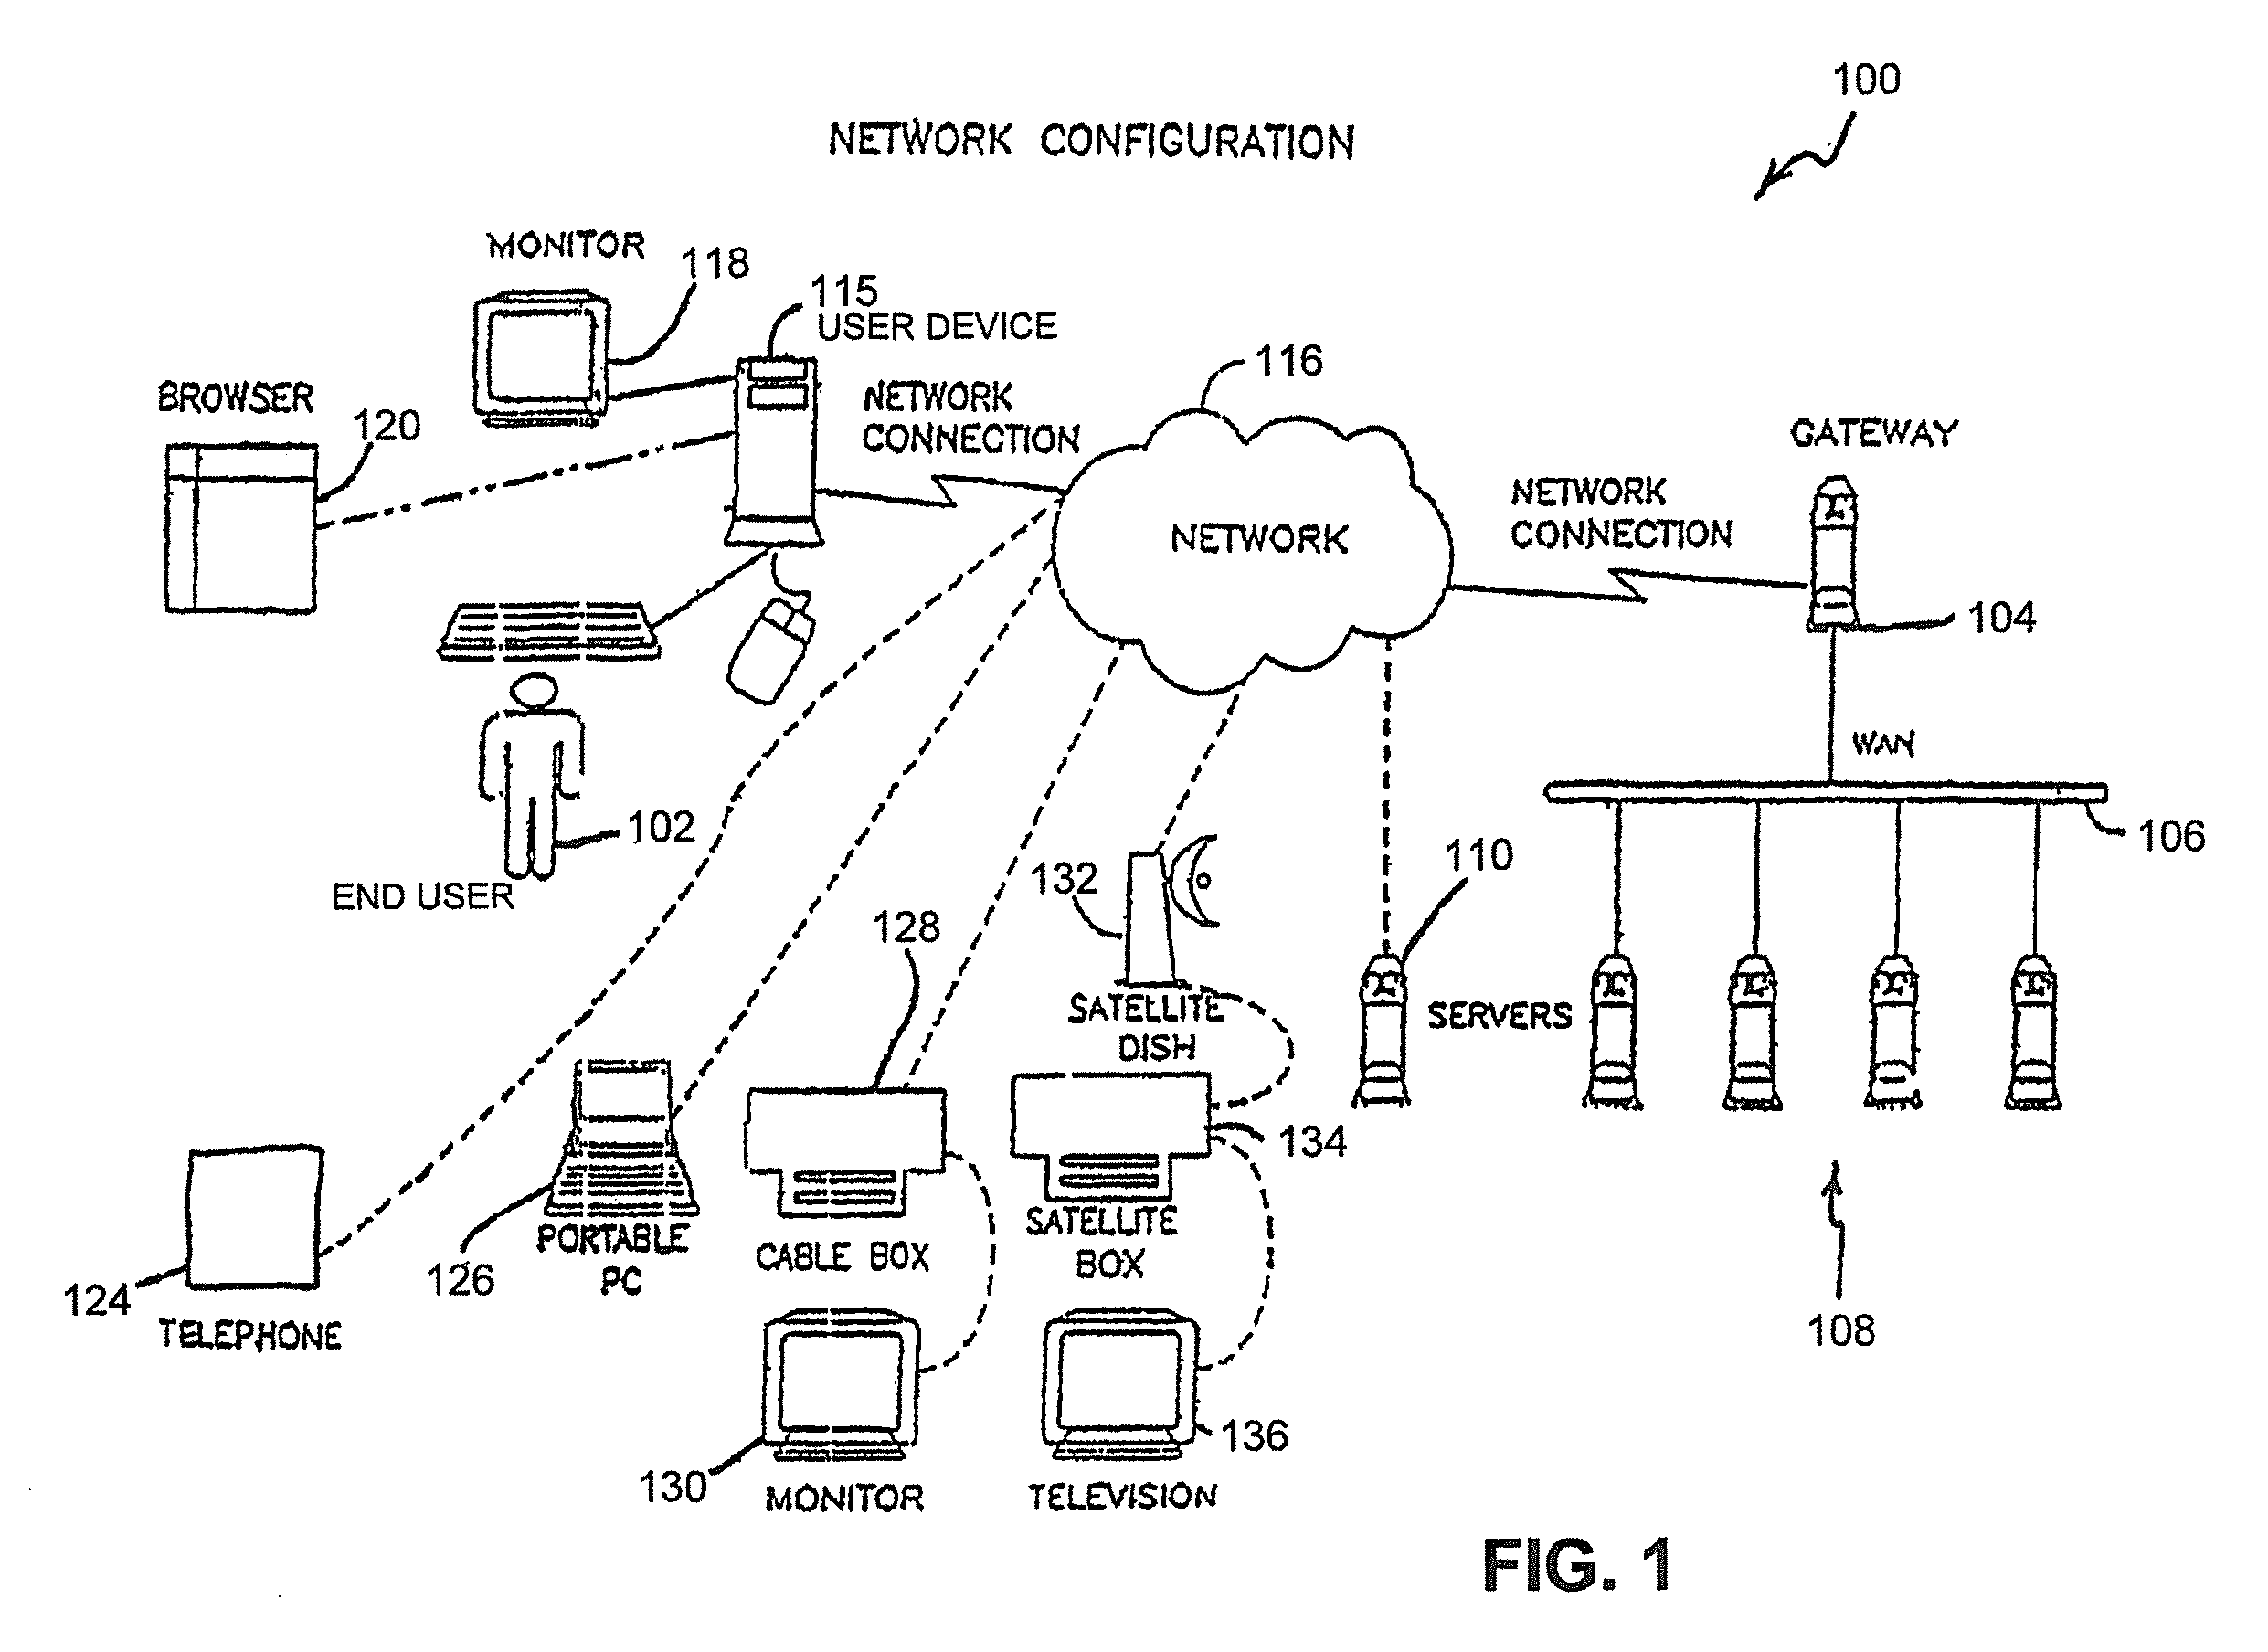 100
NETWORK CONFIGURATION
MONITOR
118
115
USER DEVICE
116
BROWSER
120
NETWORK
CONNECTION
GATEWAY
NETWORK
CONNECTION
NETWORK
104
WAN
102
106
110
END USER
132
128
SATELLITE
DISH
SERVERS
134
SATELLITE
BOX
PORTABLE
PC
CABLE BOX
126
124
TELEPHONE
108
136
130
MONITOR
TELEVISION
FIG. 1